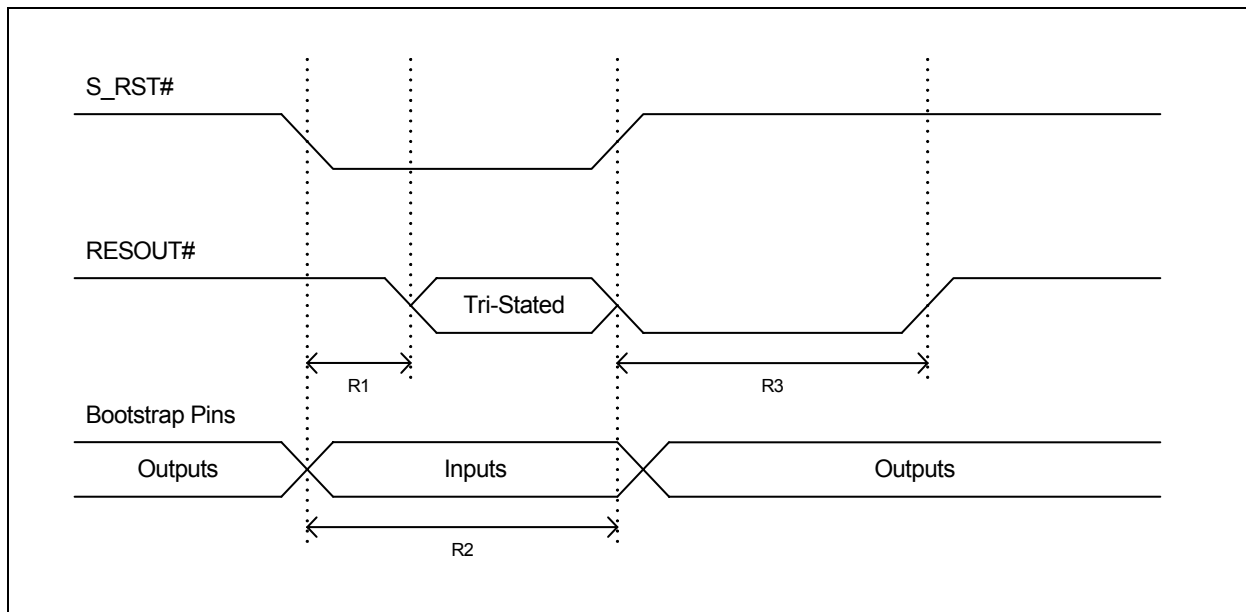 S_RST#
RESOUT#
Tri-Stated
R1
R3
Bootstrap Pins
Outputs
Inputs
Outputs
R2